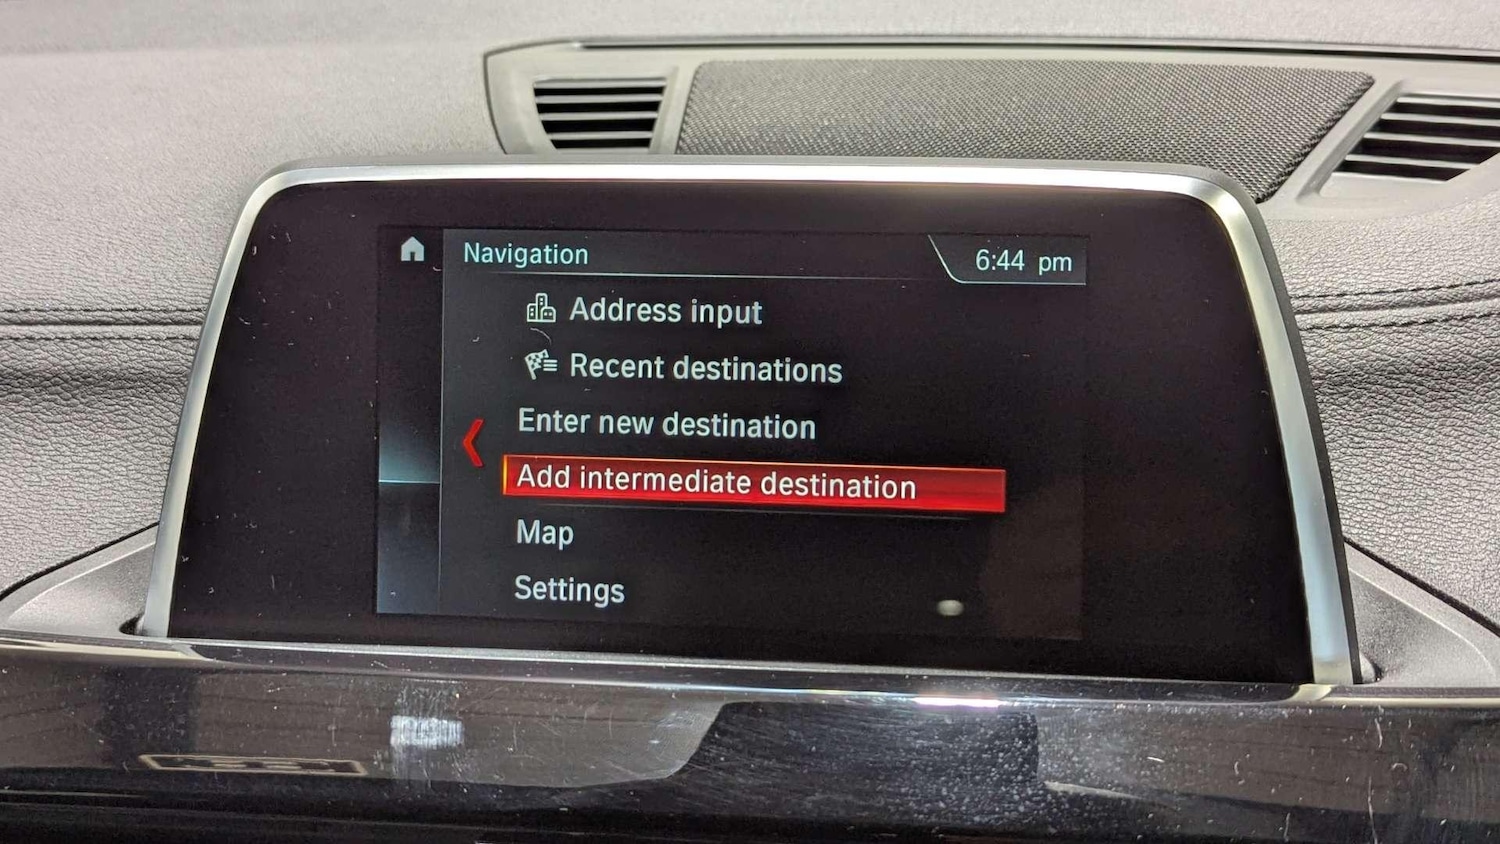 Navigation
6:44 pm
Address input
Recent destinations
Enter new destination
Add intermediate destination
Map
Settings